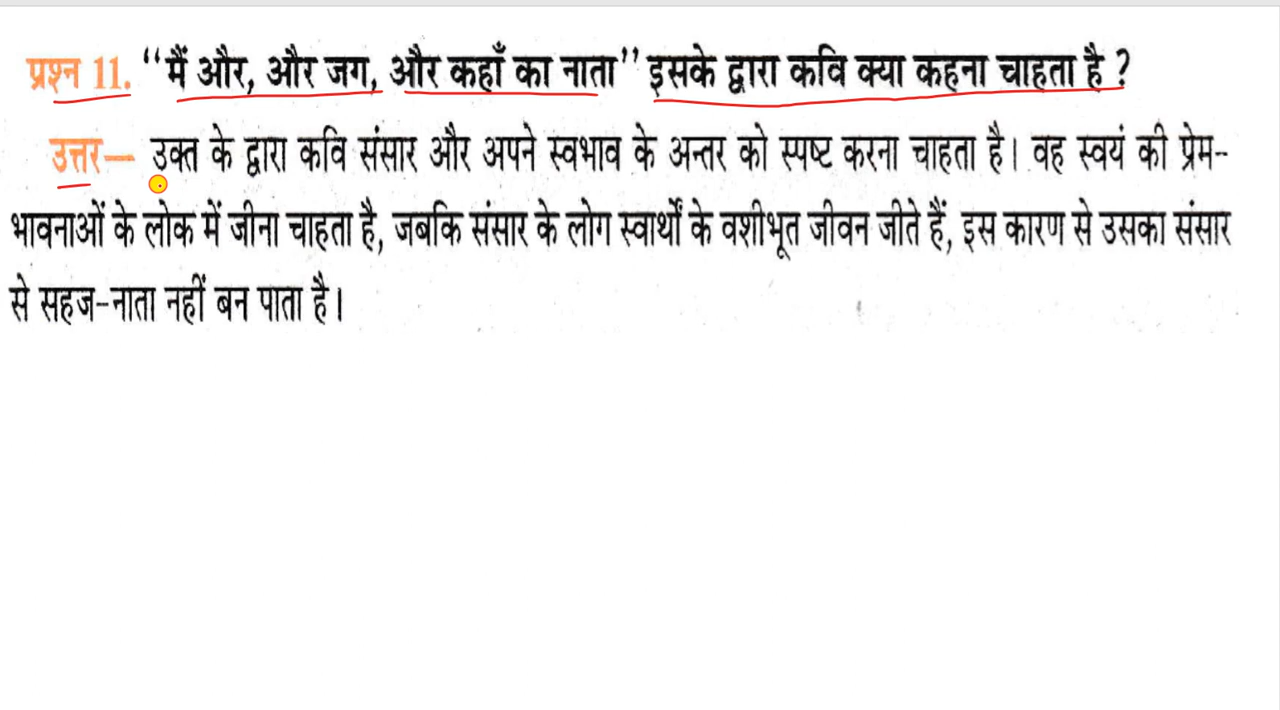 प्रश्न 11. “मैं और, और जग, और कहाँ का नाता” इसके द्वारा कवि क्या कहना चाहता है ?
उत्तर— उक्त के द्वारा कवि संसार और अपने स्वभाव के अन्तर को स्पष्ट करना चाहता है। वह स्वयं की प्रेम-
भावनाओं के लोक में जीना चाहता है, जबकि संसार के लोग स्वार्थों के वशीभूत जीवन जीते हैं, इस कारण से उसका संसार
से सहज-नाता नहीं बन पाता है।